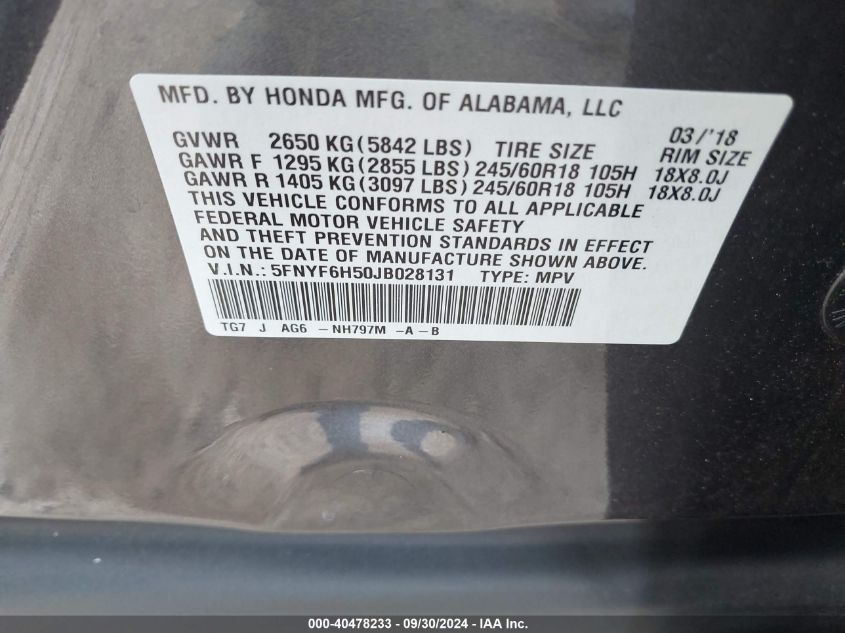 MFD. BY HONDA MFG. OF ALABAMA, LLC
03/'18
GVWR 2650 KG(5842 LBS) TIRE SIZE RIM SIZE
GAWR F 1295 KG(2855 LBS) 245/60R18 105H 18X8.0J
GAWR R 1405 KG(3097 LBS) 245/60R18 105H 18X8.0J
THIS VEHICLE CONFORMS TO ALL APPLICABLE
FEDERAL MOTOR VEHICLE SAFETY
AND THEFT PREVENTION STANDARDS IN EFFECT
ON THE DATE OF MANUFACTURE SHOWN ABOVE.
V.I.N.: 5FNYF6H50JB028131 TYPE: MPV
TG7 J AG6 - NH797M -A - B
000-40478233 - 09/30/2024 - IAA Inc.